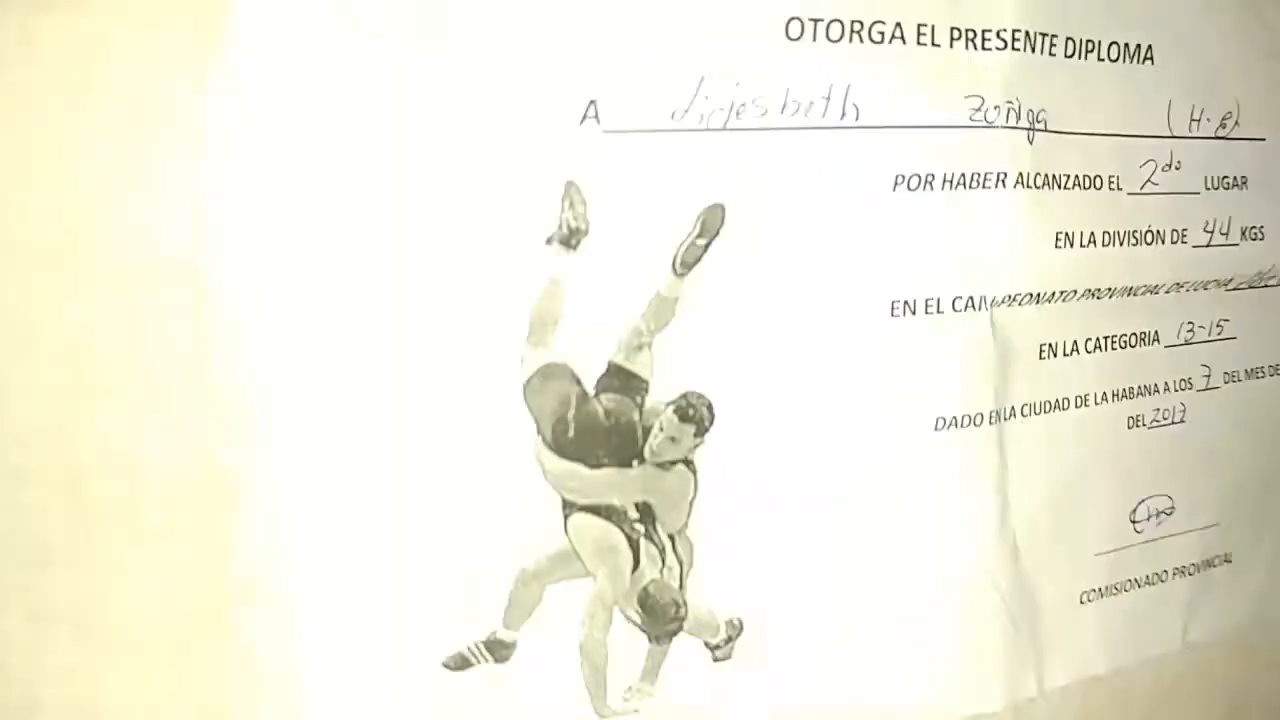 OTORGA EL PRESENTE DIPLOMA
A Zuñga (H.E)
POR HABER ALCANZADO EL 2do LUGAR
EN LA DIVISIÓN DE 44 KGS
EN EL CAMPEONATO PROVINCIAL DE LUCHA
EN LA CATEGORIA 13-15
DADO EN LA CIUDAD DE LA HABANA A LOS 7 DEL MES DE
DEL 2017
COMISIONADO PROVINCIAL